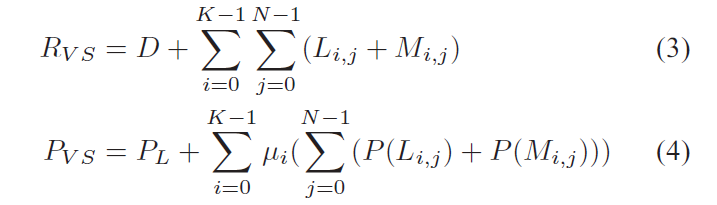 R_{VS} = D + \sum_{i=0}^{K-1} \sum_{j=0}^{N-1} (L_{i,j} + M_{i,j}) (3)
P_{VS} = P_L + \sum_{i=0}^{K-1} \mu_i ( \sum_{j=0}^{N-1} (P(L_{i,j}) + P(M_{i,j}))) (4)